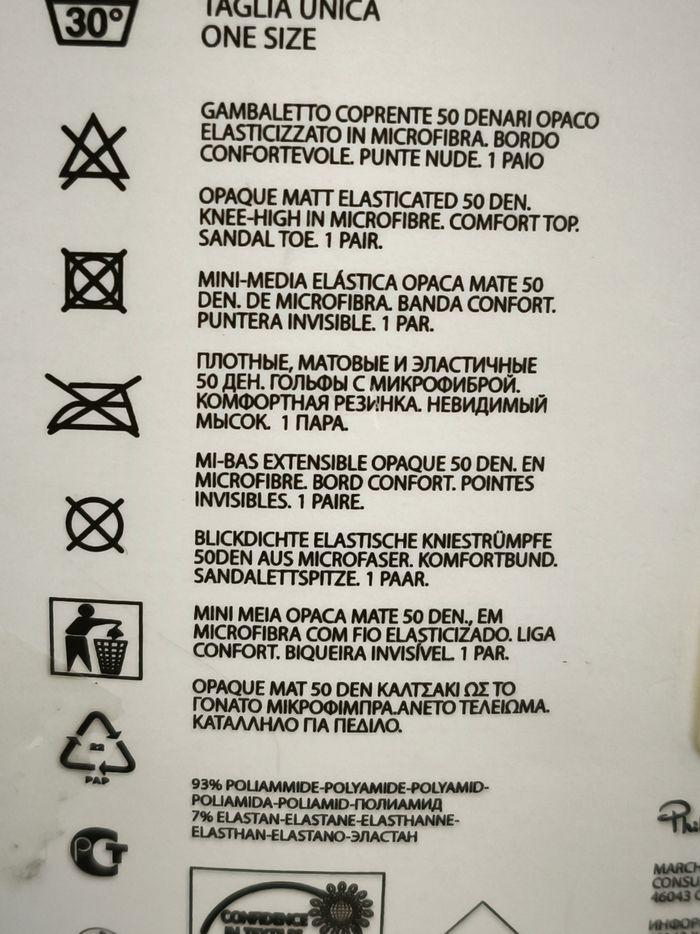 30°
TAGLIA UNICA
ONE SIZE
GAMBALETTO COPRENTE 50 DENARI OPACO
ELASTICIZZATO IN MICROFIBRA. BORDO
CONFORTEVOLE. PUNTE NUDE. 1 PAIO
OPAQUE MATT ELASTICATED 50 DEN.
KNEE-HIGH IN MICROFIBRE. COMFORT TOP.
SANDAL TOE. 1 PAIR.
MINI-MEDIA ELÁSTICA OPACA MATE 50
DEN. DE MICROFIBRA. BANDA CONFORT.
PUNTERA INVISIBLE. 1 PAR.
ПЛОТНЫЕ, МАТОВЫЕ И ЭЛАСТИЧНЫЕ
50 ДЕН. ГОЛЬФЫ С МИКРОФИБРОЙ.
КОМФОРТНАЯ РЕЗИНКА. НЕВИДИМЫЙ
МЫСОК. 1 ПАРА.
MI-BAS EXTENSIBLE OPAQUE 50 DEN. EN
MICROFIBRE. BORD CONFORT. POINTES
INVISIBLES. 1 PAIRE.
BLICKDICHTE ELASTISCHE KNIESTRÜMPFE
50DEN AUS MICROFASER. KOMFORTBUND.
SANDALETTSPITZE. 1 PAAR.
MINI MEIA OPACA MATE 50 DEN., EM
MICROFIBRA COM FIO ELASTICIZADO. LIGA
CONFORT. BIQUEIRA INVISÍVEL. 1 PAR.
OPAQUE MAT 50 DEN ΚΑΛΤΣΑΚΙ ΩΣ ΤΟ
ΓΟΝΑΤΟ ΜΙΚΡΟΦΙΜΠΡΑ.ΑΝΕΤΟ ΤΕΛΕΙΩΜΑ.
ΚΑΤΑΛΛΗΛΟ ΓΙΑ ΠΕΔΙΛΟ.
22
PAP
93% POLIAMMIDE-POLYAMIDE-POLYAMID-
POLIAMIDA-POLIAMID-ПОЛИАМИД
7% ELASTAN-ELASTANE-ELASTHANNE-
ELASTHAN-ELASTANO-ЭЛАСТАН
РСТ
CONFIDENCE
IN TEXTILES
MARCH
CONSU
46043 C
ИНФОР